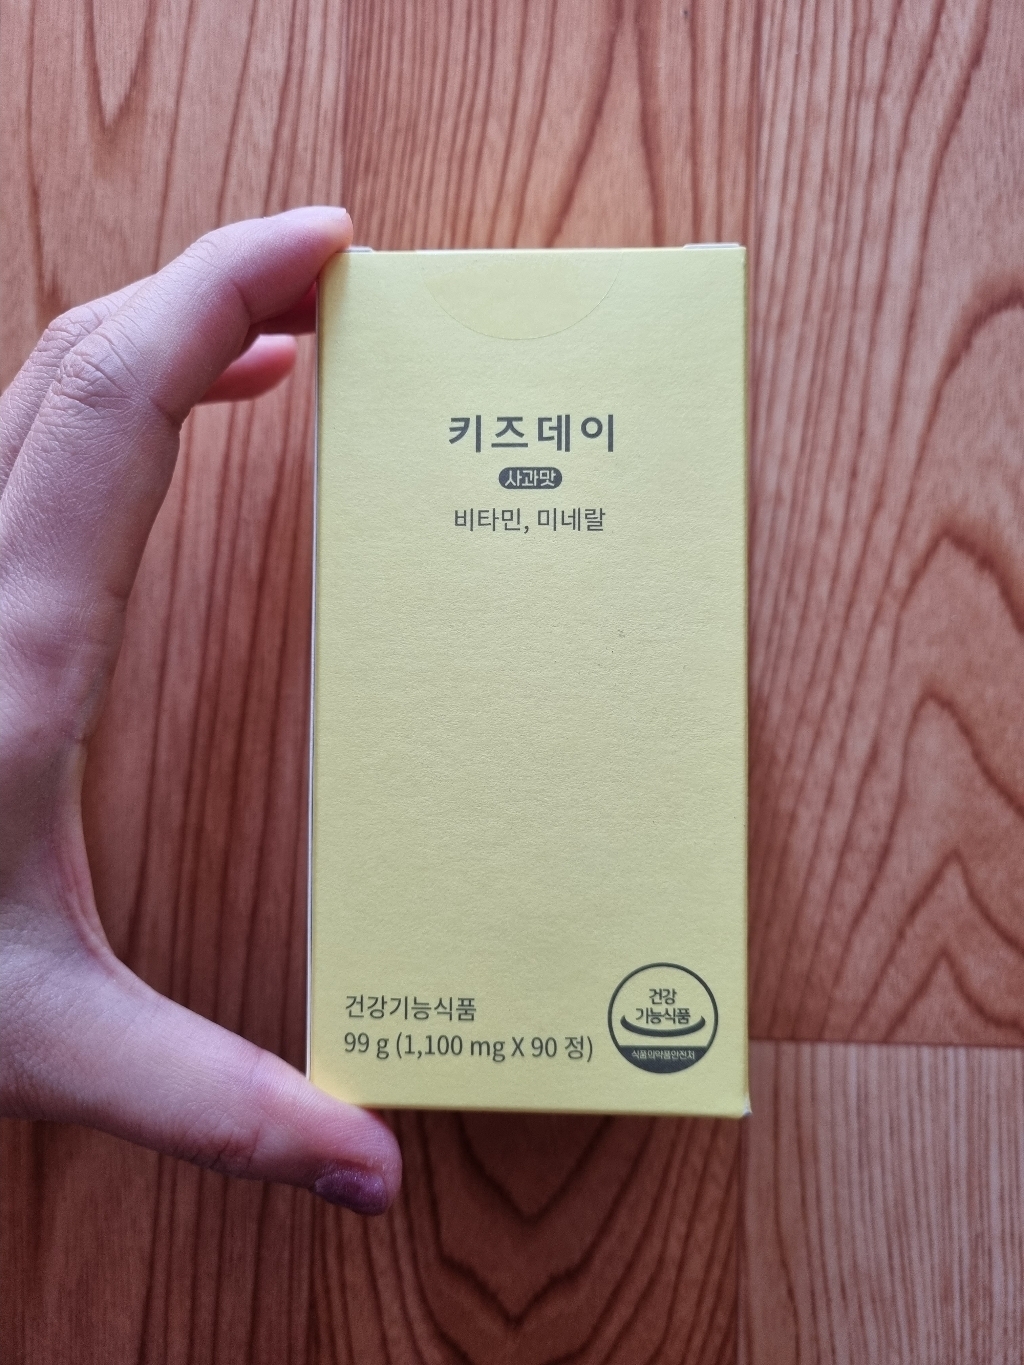 키즈데이
사과맛
비타민, 미네랄
건강기능식품
99 g (1,100 mg X 90 정)
건강
기능식품
식품의약품안전처